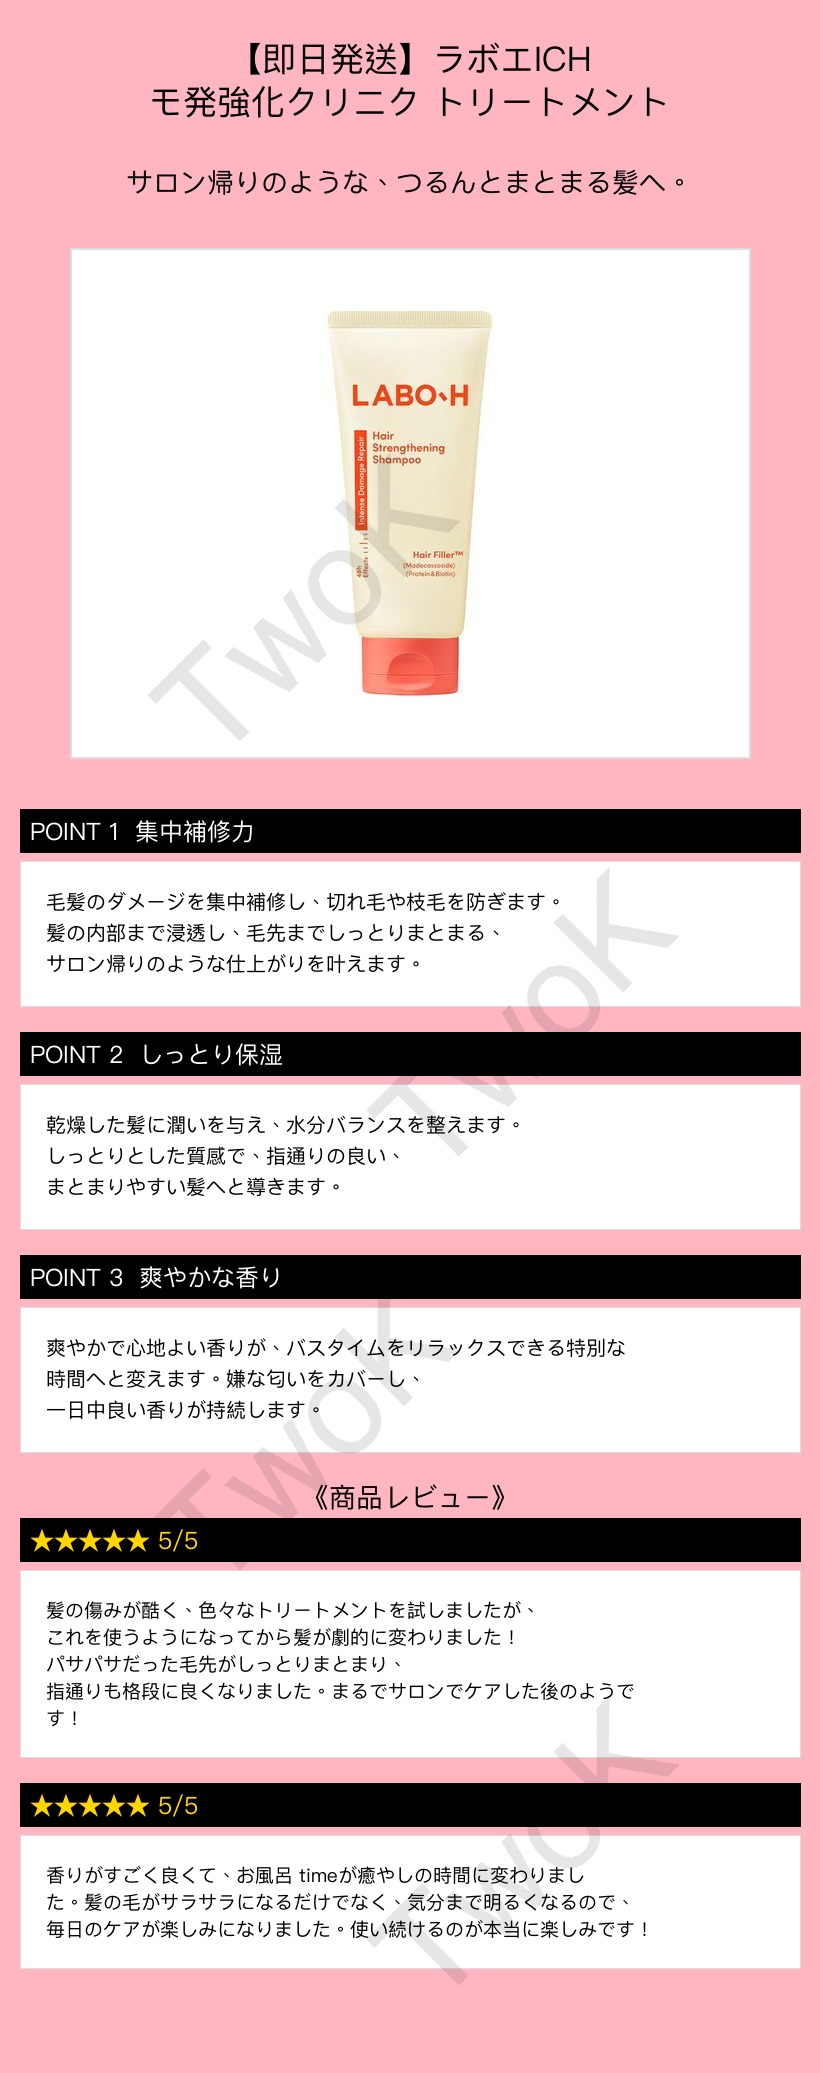 【即日発送】ラボエICH
モ発強化クリニク トリートメント
サロン帰りのような、つるんとまとまる髪へ。
LABO-H
Hair
Strengthening
Shampoo
Intense Damage Repair
48h
Effects
Hair Filler™
(Madecassoside)
(Protein&Biotin)
TwoK
POINT 1 集中補修力
毛髪のダメージを集中補修し、切れ毛や枝毛を防ぎます。
髪の内部まで浸透し、毛先までしっとりまとまる、
サロン帰りのような仕上がりを叶えます。
TwoK
POINT 2 しっとり保湿
乾燥した髪に潤いを与え、水分バランスを整えます。
しっとりとした質感で、指通りの良い、
まとまりやすい髪へと導きます。
POINT 3 爽やかな香り
爽やかで心地よい香りが、バスタイムをリラックスできる特別な
時間へと変えます。嫌な匂いをカバーし、
一日中良い香りが持続します。
TwoK
《商品レビュー》
★★★★★ 5/5
髪の傷みが酷く、色々なトリートメントを試しましたが、
これを使うようになってから髪が劇的に変わりました！
パサパサだった毛先がしっとりまとまり、
指通りも格段に良くなりました。まるでサロンでケアした後のようで
す！
★★★★★ 5/5
香りがすごく良くて、お風呂 timeが癒やしの時間に変わりまし
た。髪の毛がサラサラになるだけでなく、気分まで明るくなるので、
毎日のケアが楽しみになりました。使い続けるのが本当に楽しみです！
TwoK